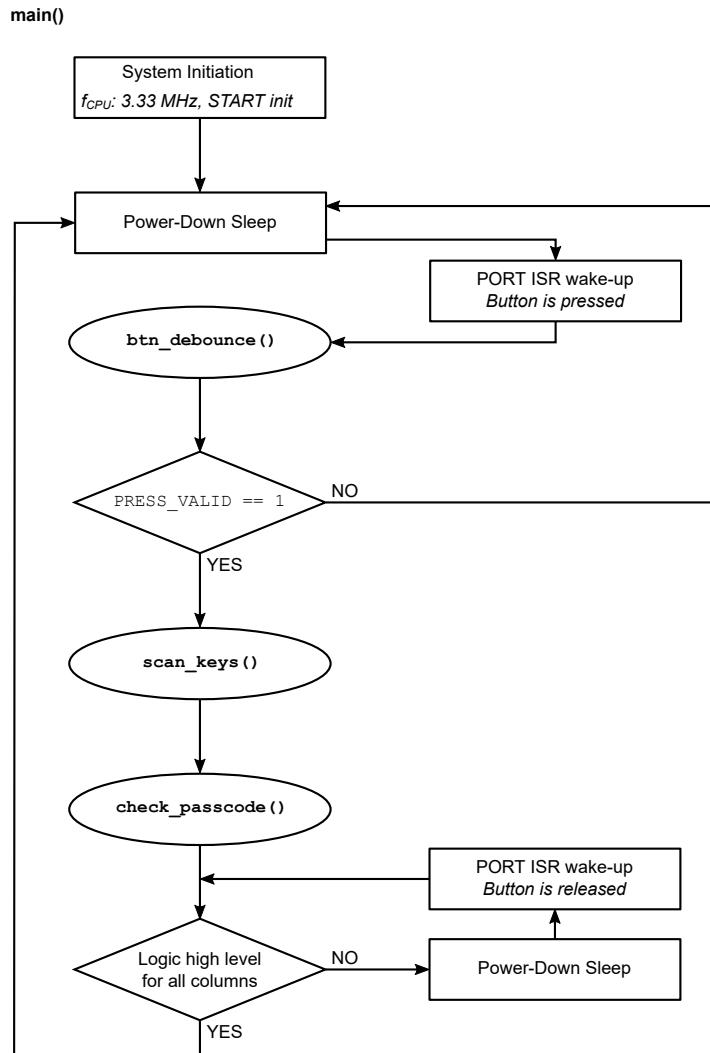 main()
System Initiation
fCPU: 3.33 MHz, START init
Power-Down Sleep
PORT ISR wake-up
Button is pressed
btn_debounce()
PRESS_VALID == 1
NO
YES
scan_keys()
check_passcode()
PORT ISR wake-up
Button is released
Logic high level
for all columns
NO
Power-Down Sleep
YES